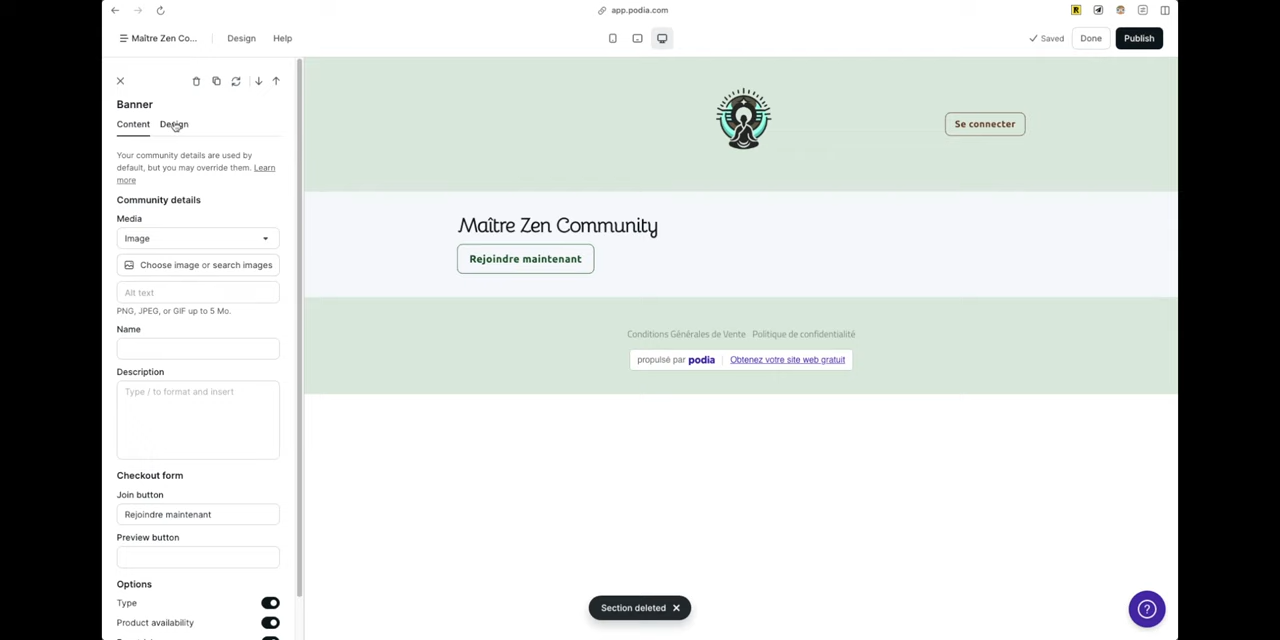 app.podia.com
R
Maître Zen Co...
Design
Help
Saved
Done
Publish
Banner
Content
Design
Your community details are used by
default, but you may override them. Learn
more
Community details
Media
Image
Choose image or search images
Alt text
PNG, JPEG, or GIF up to 5 Mo.
Name
Description
Type / to format and insert
Checkout form
Join button
Rejoindre maintenant
Preview button
Options
Type
Product availability
Se connecter
Maître Zen Community
Rejoindre maintenant
Conditions Générales de Vente Politique de confidentialité
propulsé par podia Obtenez votre site web gratuit
Section deleted
?